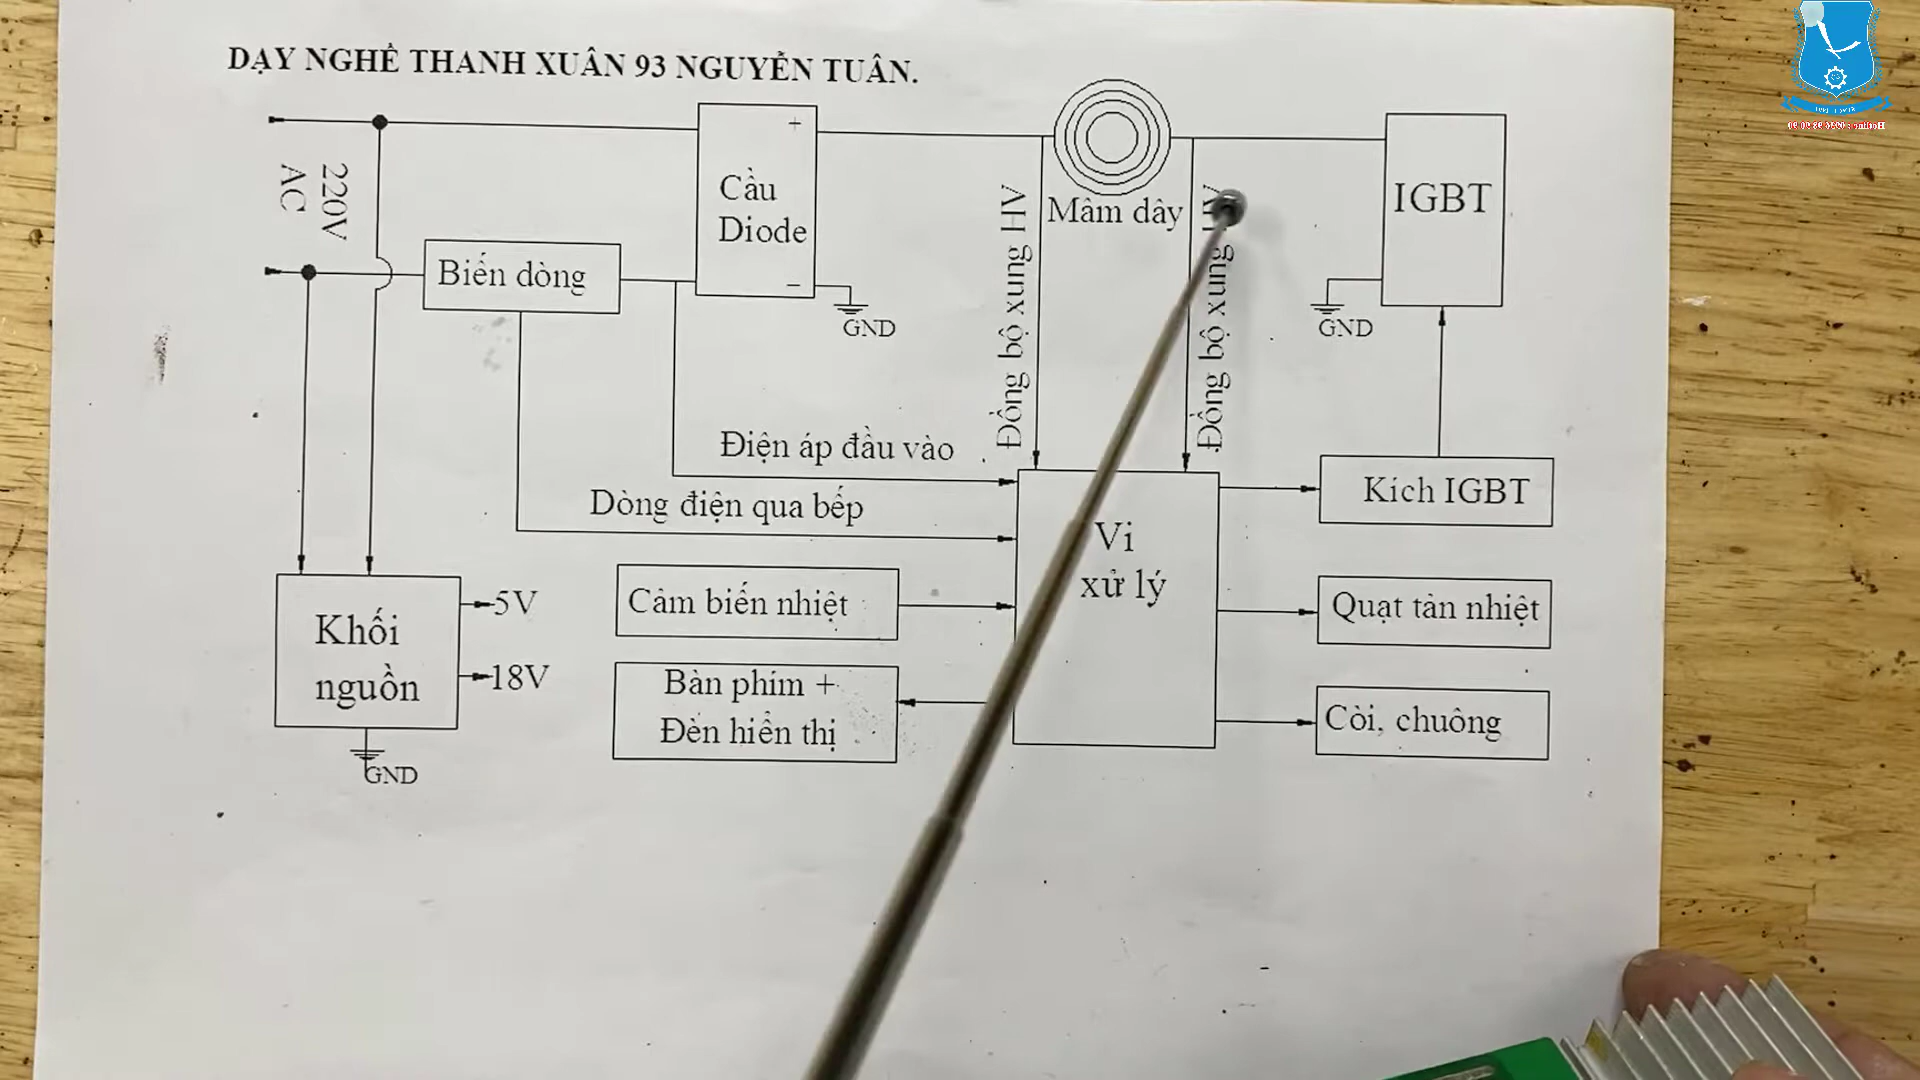 DẠY NGHỀ THANH XUÂN 93 NGUYỄN TUÂN.
220V
AC
Cầu
Diode
+
−
GND
Biến dòng
Mâm dây
Đồng bộ xung HV
Đồng bộ xung
IGBT
GND
Điện áp đầu vào
Dòng điện qua bếp
Vi
xử lý
Kích IGBT
Cảm biến nhiệt
Quạt tản nhiệt
Khối
nguồn
5V
18V
GND
Bàn phím +
Đèn hiển thị
Còi, chuông